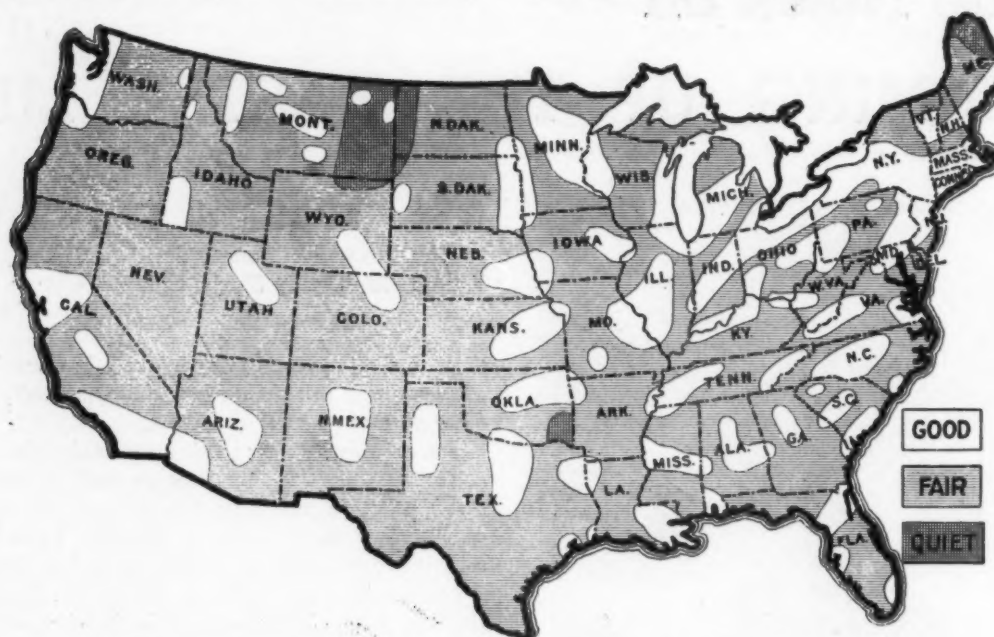 WASH.
MONT.
N.DAK.
MINN.
ME.
VT.
N.H.
OREG.
IDAHO
S.DAK.
WIS.
MICH.
N.Y.
MASS.
CONN.
WYO.
NEB.
IOWA
PA.
N.J.
NEV.
UTAH
COLO.
ILL.
IND.
OHIO
MD.
DEL.
CAL.
KANS.
MO.
KY.
W.VA.
VA.
ARIZ.
N.MEX.
OKLA.
ARK.
TENN.
N.C.
S.C.
TEX.
LA.
MISS.
ALA.
GA.
FLA.
GOOD
FAIR
QUIET